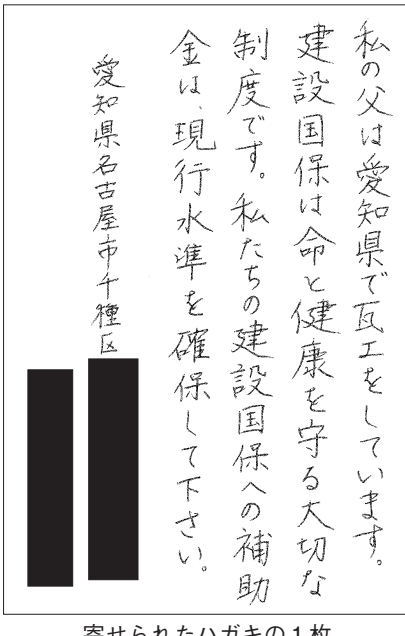 私の父は愛知県で瓦工をしています。
建設国保は命と健康を守る大切な
制度です。私たちの建設国保への補助
金は、現行水準を確保して下さい。
愛知県名古屋市千種区
寄せられたハガキの1枚